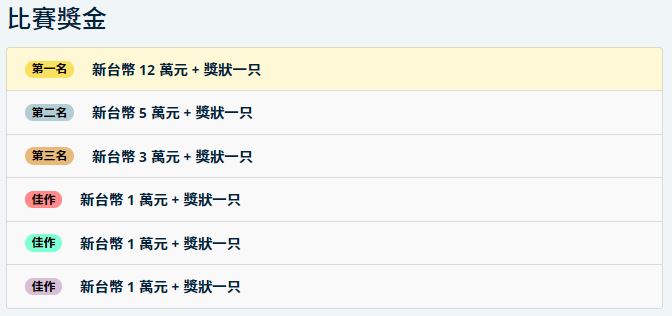 比賽獎金
第一名 新台幣 12 萬元 + 獎狀一只
第二名 新台幣 5 萬元 + 獎狀一只
第三名 新台幣 3 萬元 + 獎狀一只
佳作 新台幣 1 萬元 + 獎狀一只
佳作 新台幣 1 萬元 + 獎狀一只
佳作 新台幣 1 萬元 + 獎狀一只